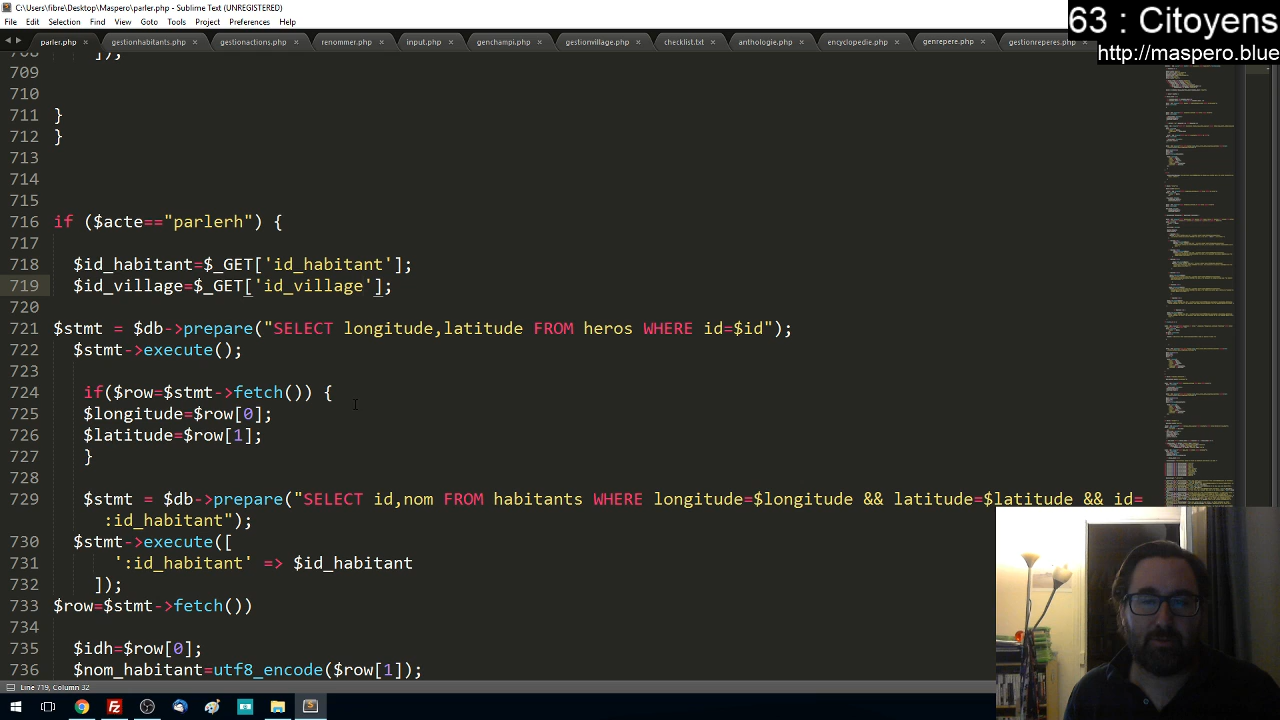 C:\Users\fibre\Desktop\Maspero\parler.php - Sublime Text (UNREGISTERED)
File Edit Selection Find View Goto Tools Project Preferences Help
63 : Citoyens
http://maspero.blue
parler.php × gestionhabitants.php × gestionactions.php × renommer.php × input.php × genchampi.php × gestionvillage.php × checklist.txt × anthologie.php × encyclopedie.php × genrepere.php × gestionreperes.php ×
708 ]);
709
710
711 }
712 }
713
714
715
716 if ($acte=="parlerh") {
717
718 $id_habitant=$_GET['id_habitant'];
719 $id_village=$_GET['id_village'];
720
721 $stmt = $db->prepare("SELECT longitude,latitude FROM heros WHERE id=$id");
722 $stmt->execute();
723
724 if($row=$stmt->fetch()) {
725 $longitude=$row[0];
726 $latitude=$row[1];
727 }
728
729 $stmt = $db->prepare("SELECT id,nom FROM habitants WHERE longitude=$longitude && latitude=$latitude && id=
:id_habitant");
730 $stmt->execute([
731 ':id_habitant' => $id_habitant
732 ]);
733 $row=$stmt->fetch())
734
735 $idh=$row[0];
736 $nom_habitant=utf8_encode($row[1]);
Line 719, Column 32